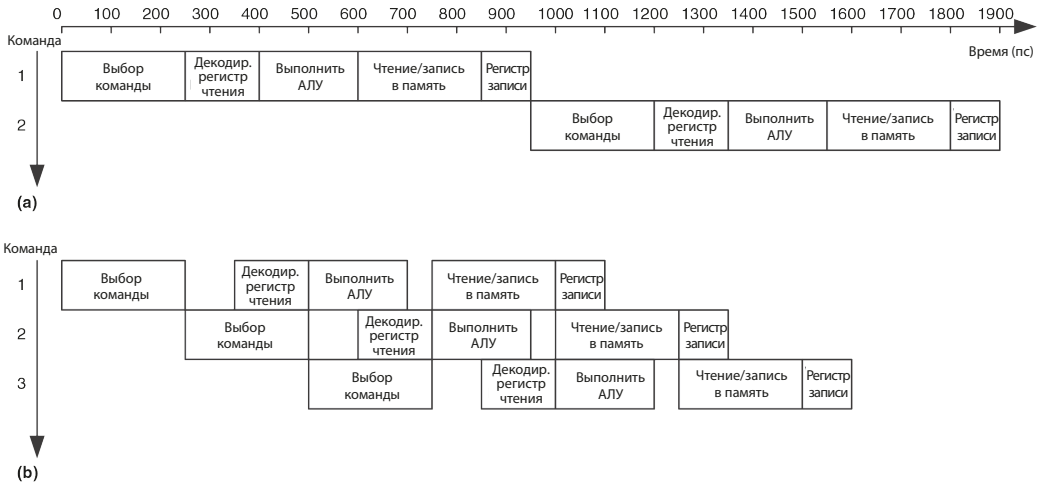 0 100 200 300 400 500 600 700 800 900 1000 1100 1200 1300 1400 1500 1600 1700 1800 1900
Команда
Время (пс)
1
Выбор
команды
Декодир.
регистр
чтения
Выполнить
АЛУ
Чтение/запись
в память
Регистр
записи
2
Выбор
команды
Декодир.
регистр
чтения
Выполнить
АЛУ
Чтение/запись
в память
Регистр
записи
(a)
Команда
1
Выбор
команды
Декодир.
регистр
чтения
Выполнить
АЛУ
Чтение/запись
в память
Регистр
записи
2
Выбор
команды
Декодир.
регистр
чтения
Выполнить
АЛУ
Чтение/запись
в память
Регистр
записи
3
Выбор
команды
Декодир.
регистр
чтения
Выполнить
АЛУ
Чтение/запись
в память
Регистр
записи
(b)